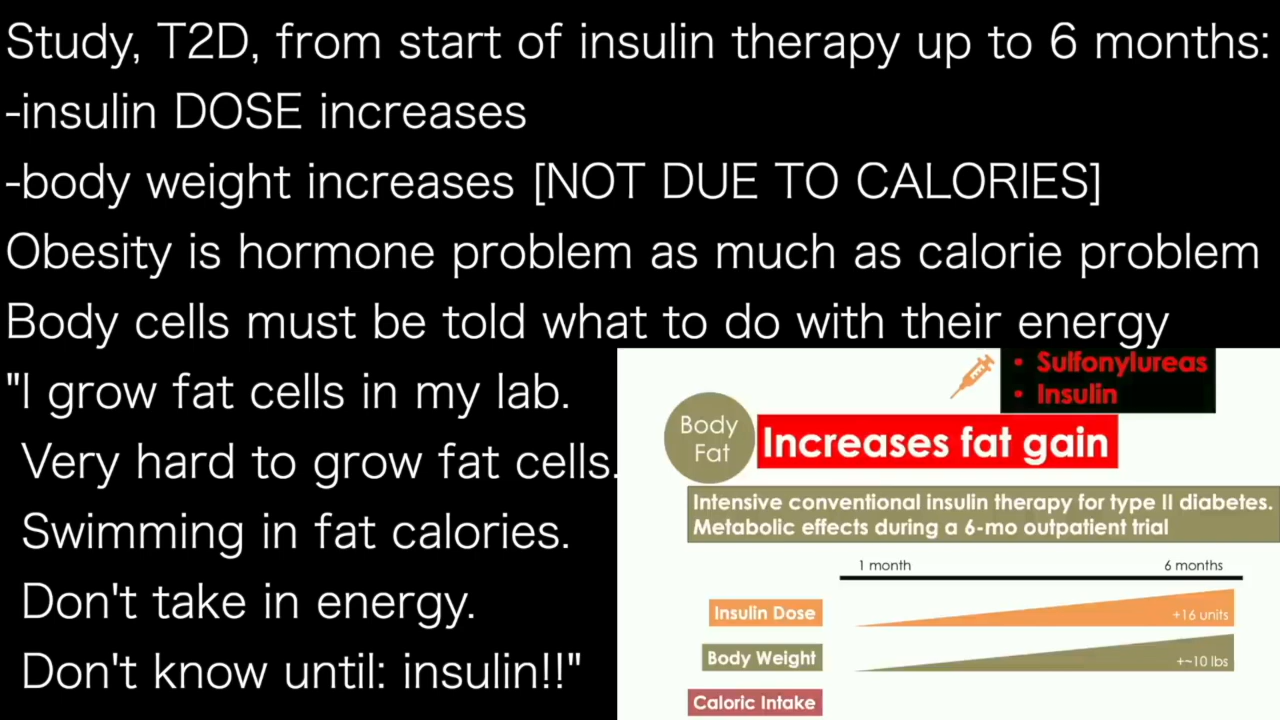 Study, T2D, from start of insulin therapy up to 6 months:
-insulin DOSE increases
-body weight increases [NOT DUE TO CALORIES]
Obesity is hormone problem as much as calorie problem
Body cells must be told what to do with their energy
"I grow fat cells in my lab.
Very hard to grow fat cells.
Swimming in fat calories.
Don't take in energy.
Don't know until: insulin!!"
• Sulfonylureas
• Insulin
Body
Fat
Increases fat gain
Intensive conventional insulin therapy for type II diabetes.
Metabolic effects during a 6-mo outpatient trial
1 month 6 months
Insulin Dose +16 units
Body Weight +~10 lbs
Caloric Intake